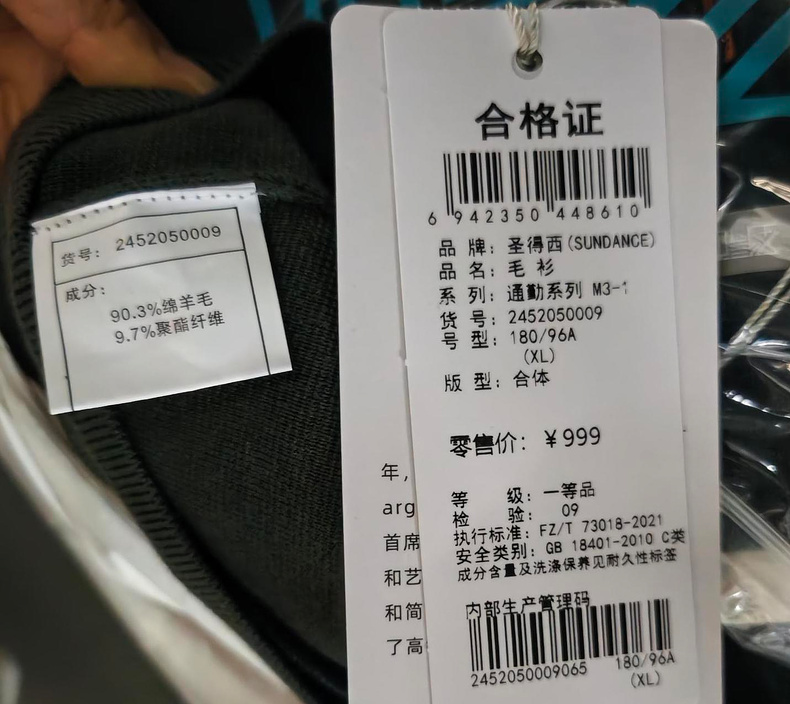 货号: 2452050009
成分:
90.3%绵羊毛
9.7%聚酯纤维
合格证
6 942350 448610
品 牌: 圣得西(SUNDANCE)
品 名: 毛 衫
系 列: 通勤系列 M3-1
货 号: 2452050009
号 型: 180/96A
(XL)
版 型: 合体
零售价: ¥999
等 级: 一等品
检 验: 09
执行标准: FZ/T 73018-2021
安全类别: GB 18401-2010 C类
成分含量及洗涤保养见耐久性标签
内部生产管理码
2452050009065 180/96A
(XL)
年,
arg
首席
和艺
和简
了高